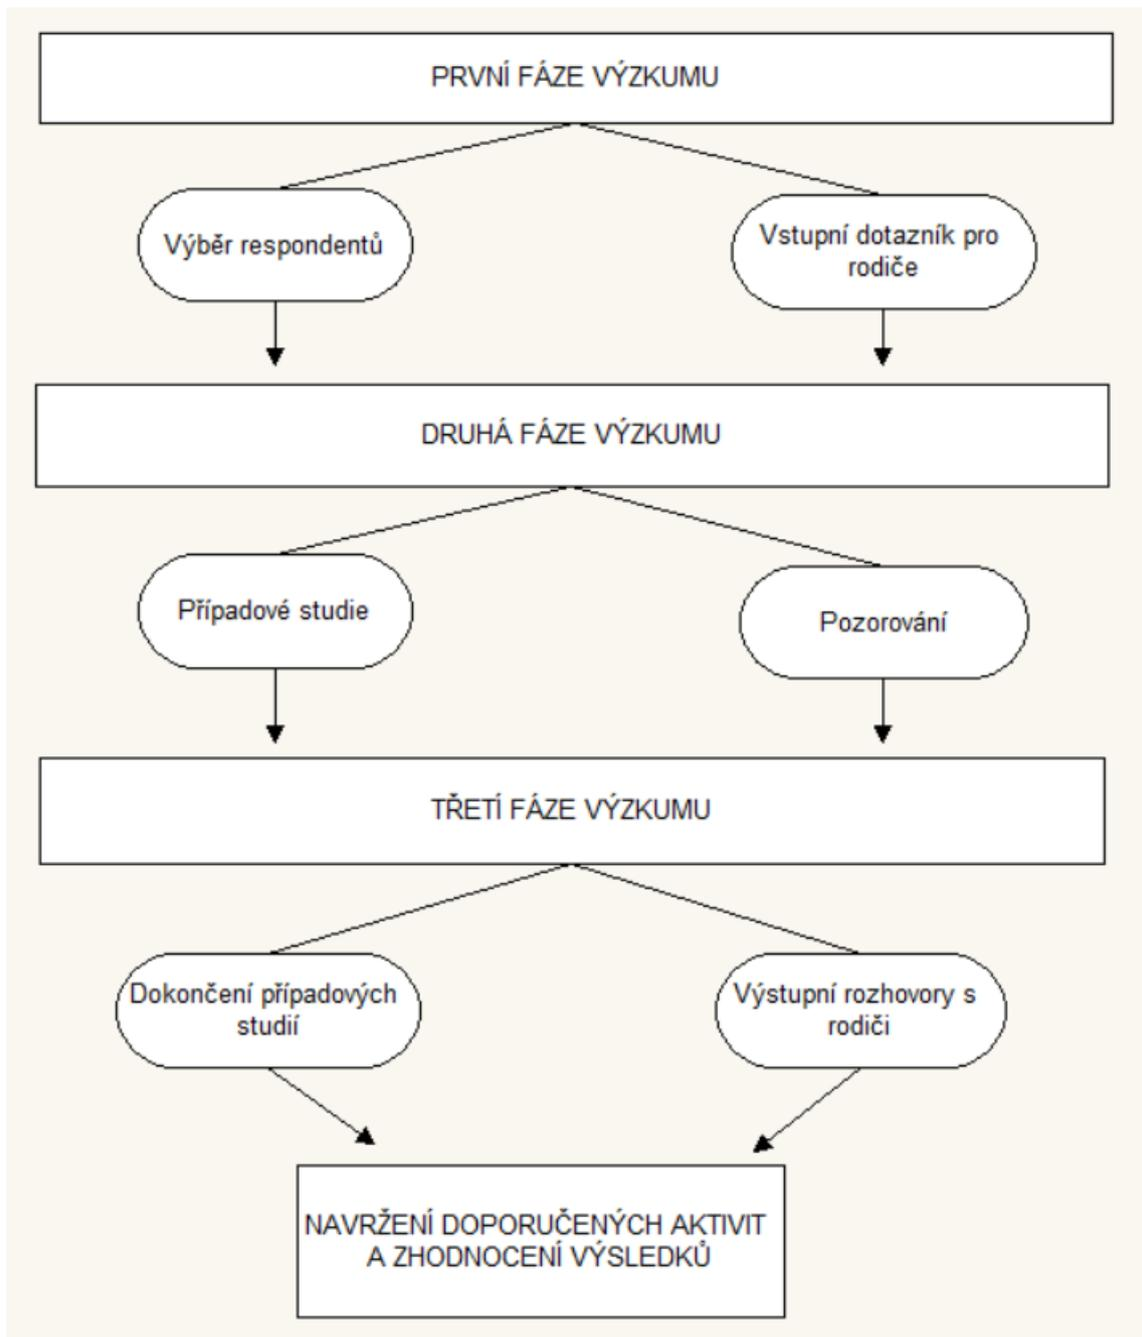 PRVNÍ FÁZE VÝZKUMU
Výběr respondentů
Vstupní dotazník pro
rodiče
DRUHÁ FÁZE VÝZKUMU
Případové studie
Pozorování
TŘETÍ FÁZE VÝZKUMU
Dokončení případových
studií
Výstupní rozhovory s
rodiči
NAVRŽENÍ DOPORUČENÝCH AKTIVIT
A ZHODNOCENÍ VÝSLEDKŮ